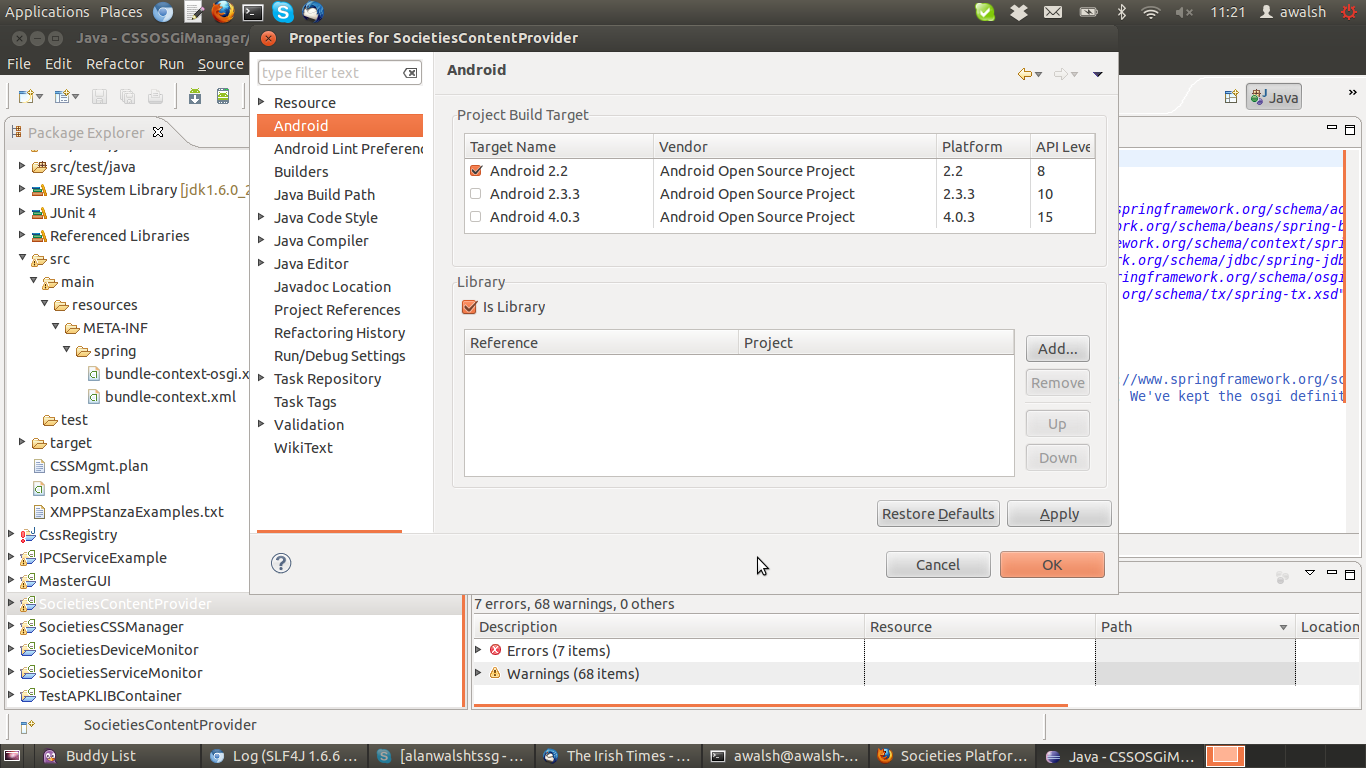 Applications Places 11:21 awalsh
Java - CSSOSGiManager/
Properties for SocietiesContentProvider
File Edit Refactor Run Source
type filter text
Resource
Android
Android Lint Preferenc
Builders
Java Build Path
Java Code Style
Java Compiler
Java Editor
Javadoc Location
Project References
Refactoring History
Run/Debug Settings
Task Repository
Task Tags
Validation
WikiText
Android
Project Build Target
Target Name Vendor Platform API Leve
Android 2.2 Android Open Source Project 2.2 8
Android 2.3.3 Android Open Source Project 2.3.3 10
Android 4.0.3 Android Open Source Project 4.0.3 15
Library
Is Library
Reference Project
Add...
Remove
Up
Down
Restore Defaults Apply
Cancel OK
Java
Package Explorer
src/test/java
JRE System Library [jdk1.6.0_2
JUnit 4
Referenced Libraries
src
main
resources
META-INF
spring
bundle-context-osgi.x
bundle-context.xml
test
target
CSSMgmt.plan
pom.xml
XMPPStanzaExamples.txt
CssRegistry
IPCServiceExample
MasterGUI
SocietiesContentProvider
SocietiesCSSManager
SocietiesDeviceMonitor
SocietiesServiceMonitor
TestAPKLIBContainer
springframework.org/schema/ao
ork.org/schema/beans/spring-b
ework.org/schema/context/spri
rk.org/schema/jdbc/spring-jdb
ringframework.org/schema/osgi
org/schema/tx/spring-tx.xsd"
://www.springframework.org/sc
We've kept the osgi definit
7 errors, 68 warnings, 0 others
Description Resource Path Location
Errors (7 items)
Warnings (68 items)
SocietiesContentProvider
Buddy List
Log (SLF4J 1.6.6 ...
[alanwalshtssg - ...
The Irish Times - ...
awalsh@awalsh-...
Societies Platfor...
Java - CSSOSGiM...